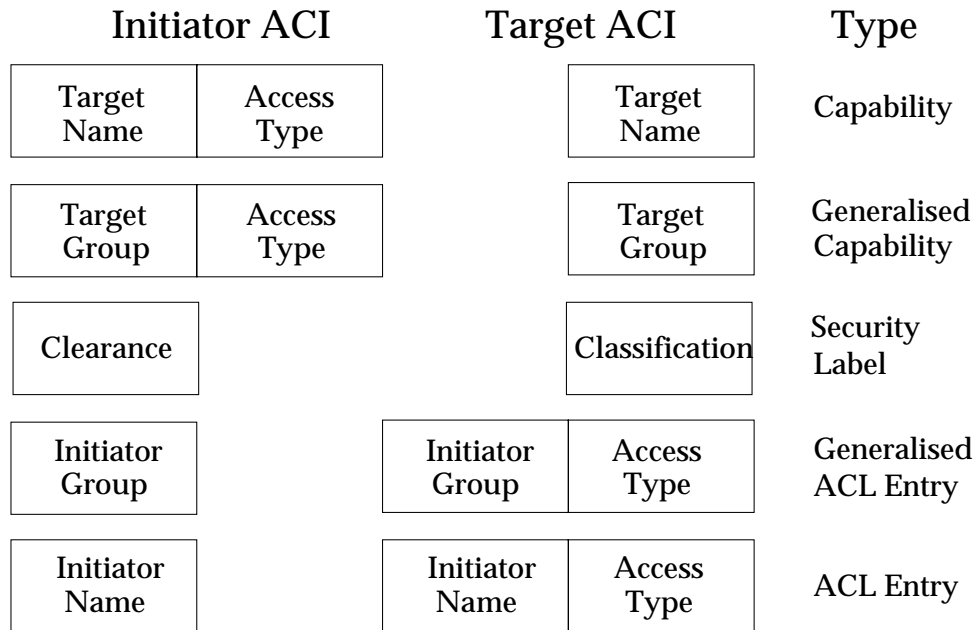 Initiator ACI Target ACI Type
Target Access Target
Name Type Name
Capability
Target Access Target
Group Type Group
Generalised
Capability
Clearance Classification
Security
Label
Initiator Initiator Access
Group Group Type
Generalised
ACL Entry
Initiator Initiator Access
Name Name Type
ACL Entry